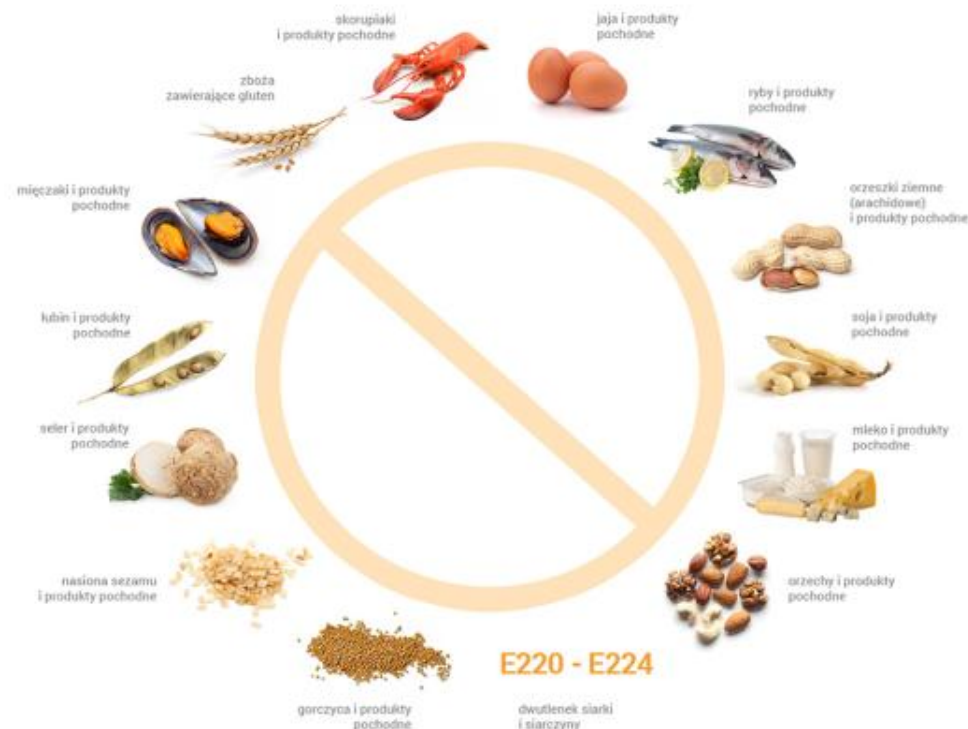 skorupiaki
i produkty pochodne
jaja i produkty
pochodne
zboża
zawierające gluten
ryby i produkty
pochodne
mięczaki i produkty
pochodne
orzeszki ziemne
(arachidowe)
i produkty pochodne
łubin i produkty
pochodne
soja i produkty
pochodne
seler i produkty
pochodne
mleko i produkty
pochodne
nasiona sezamu
i produkty pochodne
orzechy i produkty
pochodne
gorczyca i produkty
pochodne
E220 - E224
dwutlenek siarki
i siarczyny